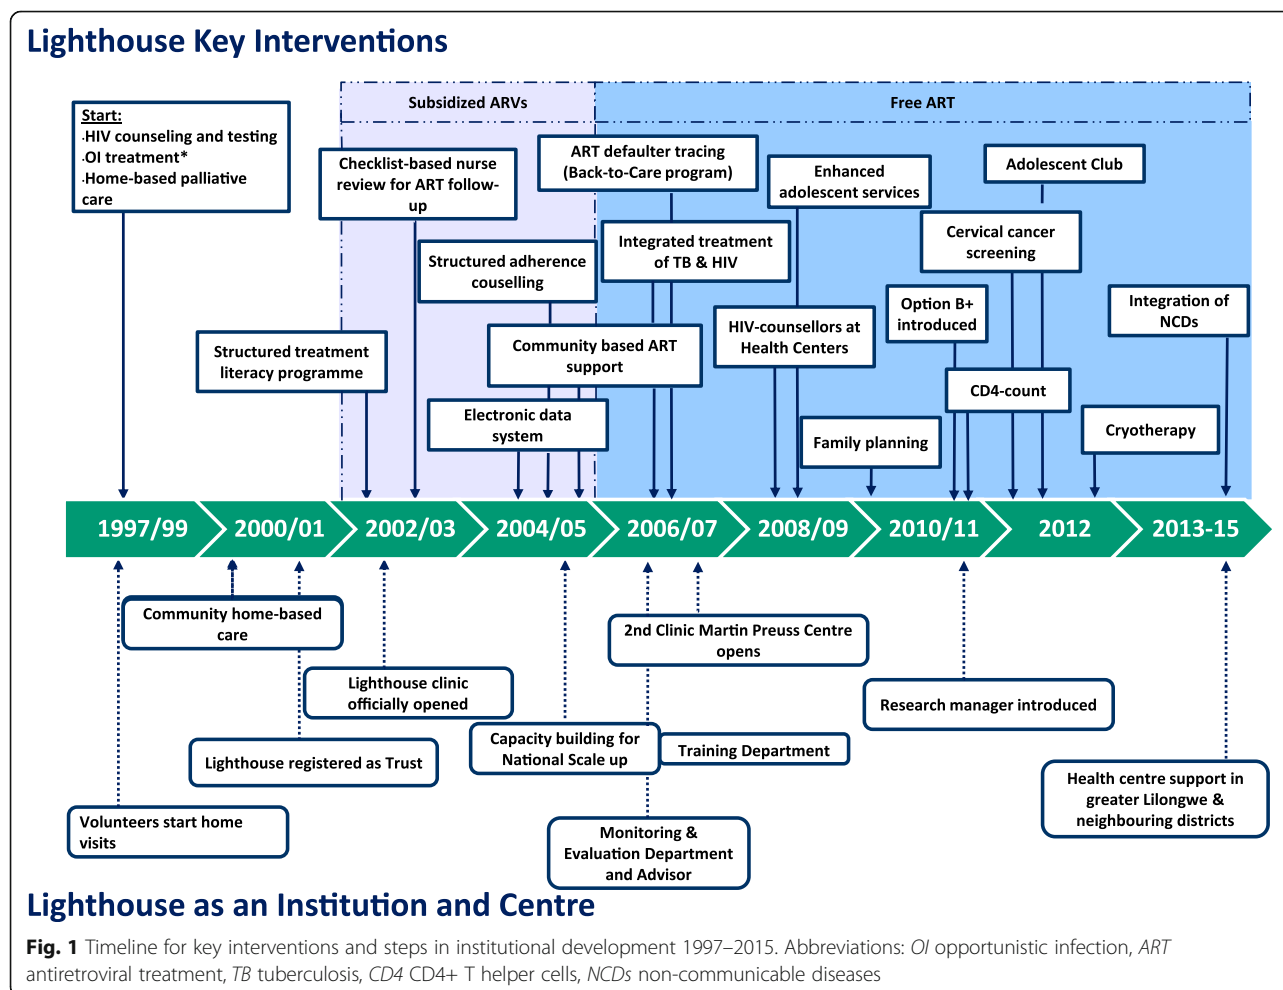 Lighthouse Key Interventions
Subsidized ARVs
Free ART
Start:
.HIV counseling and testing
.OI treatment*
.Home-based palliative
care
Checklist-based nurse
review for ART follow-
up
ART defaulter tracing
(Back-to-Care program)
Enhanced
adolescent services
Adolescent Club
Structured adherence
couselling
Integrated treatment
of TB & HIV
Cervical cancer
screening
Option B+
introduced
Integration of
NCDs
Structured treatment
literacy programme
Community based ART
support
HIV-counsellors at
Health Centers
CD4-count
Electronic data
system
Family planning
Cryotherapy
1997/99
2000/01
2002/03
2004/05
2006/07
2008/09
2010/11
2012
2013-15
Community home-based
care
2nd Clinic Martin Preuss Centre
opens
Lighthouse clinic
officially opened
Research manager introduced
Capacity building for
National Scale up
Training Department
Lighthouse registered as Trust
Health centre support in
greater Lilongwe &
neighbouring districts
Volunteers start home
visits
Monitoring &
Evaluation Department
and Advisor
Lighthouse as an Institution and Centre
Fig. 1 Timeline for key interventions and steps in institutional development 1997–2015. Abbreviations: OI opportunistic infection, ART
antiretroviral treatment, TB tuberculosis, CD4 CD4+ T helper cells, NCDs non-communicable diseases